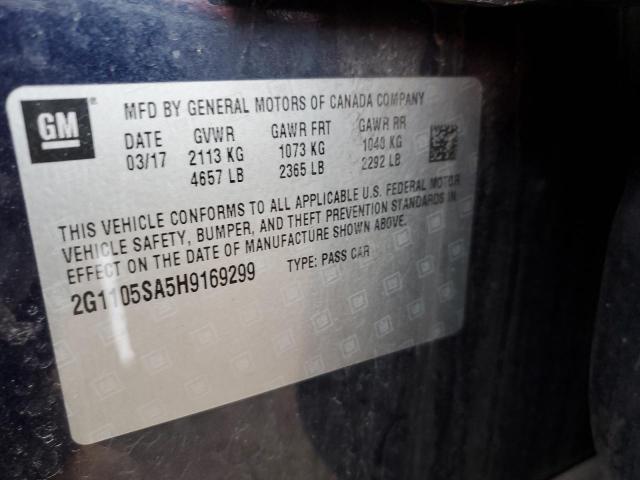 GM
MFD BY GENERAL MOTORS OF CANADA COMPANY
DATE GVWR GAWR FRT GAWR RR
03/17 2113 KG 1073 KG 1040 KG
4657 LB 2365 LB 2292 LB
THIS VEHICLE CONFORMS TO ALL APPLICABLE U.S. FEDERAL MOTOR
VEHICLE SAFETY, BUMPER, AND THEFT PREVENTION STANDARDS IN
EFFECT ON THE DATE OF MANUFACTURE SHOWN ABOVE.
2G1105SA5H9169299 TYPE: PASS CAR